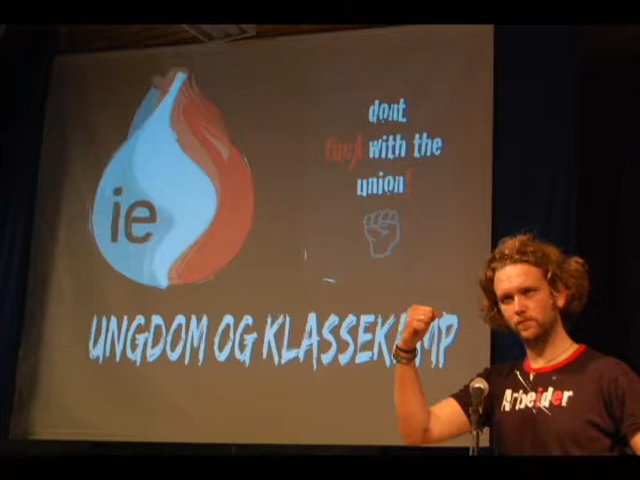 ie
dont
fuck with the
union!
UNGDOM OG KLASSEKAMP
Arbeider